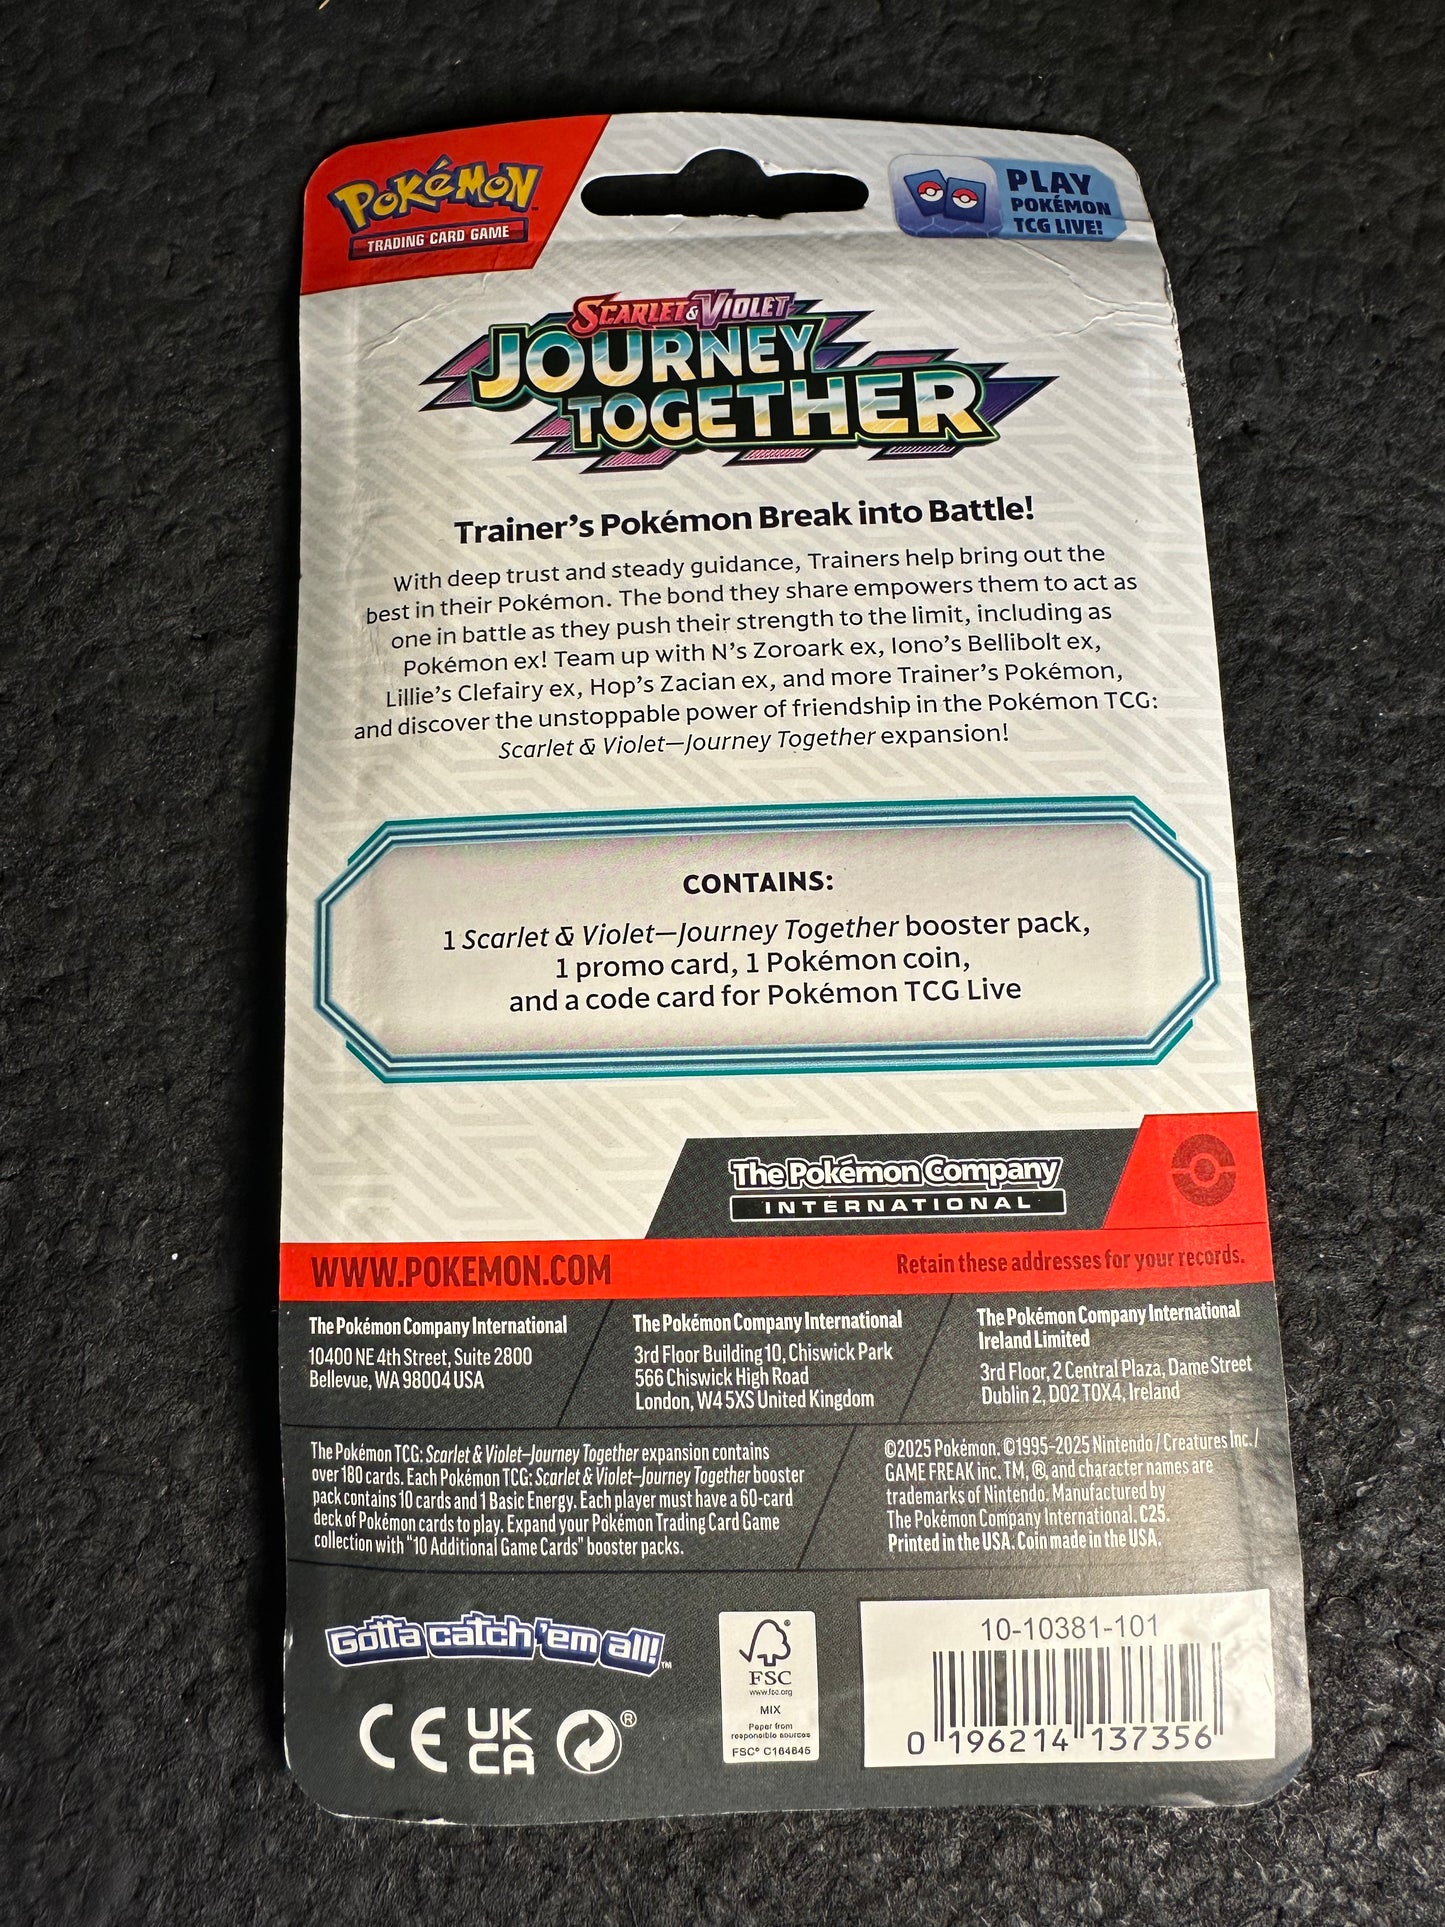 POKéMON™
TRADING CARD GAME
PLAY
POKÉMON
TCG LIVE!
SCARLET & VIOLET
JOURNEY
TOGETHER
Trainer's Pokémon Break into Battle!
With deep trust and steady guidance, Trainers help bring out the
best in their Pokémon. The bond they share empowers them to act as
one in battle as they push their strength to the limit, including as
Pokémon ex! Team up with N's Zoroark ex, Iono's Bellibolt ex,
Lillie's Clefairy ex, Hop's Zacian ex, and more Trainer's Pokémon,
and discover the unstoppable power of friendship in the Pokémon TCG:
Scarlet & Violet—Journey Together expansion!
CONTAINS:
1 Scarlet & Violet—Journey Together booster pack,
1 promo card, 1 Pokémon coin,
and a code card for Pokémon TCG Live
The Pokémon Company
INTERNATIONAL
WWW.POKEMON.COM
Retain these addresses for your records.
The Pokémon Company International
10400 NE 4th Street, Suite 2800
Bellevue, WA 98004 USA
The Pokémon Company International
3rd Floor Building 10, Chiswick Park
566 Chiswick High Road
London, W4 5XS United Kingdom
The Pokémon Company International
Ireland Limited
3rd Floor, 2 Central Plaza, Dame Street
Dublin 2, D02 T0X4, Ireland
The Pokémon TCG: Scarlet & Violet—Journey Together expansion contains
over 180 cards. Each Pokémon TCG: Scarlet & Violet—Journey Together booster
pack contains 10 cards and 1 Basic Energy. Each player must have a 60-card
deck of Pokémon cards to play. Expand your Pokémon Trading Card Game
collection with "10 Additional Game Cards" booster packs.
©2025 Pokémon. ©1995–2025 Nintendo / Creatures Inc. /
GAME FREAK inc. TM, ®, and character names are
trademarks of Nintendo. Manufactured by
The Pokémon Company International. C25.
Printed in the USA. Coin made in the USA.
Gotta catch 'em all!™
CE
UK
CA
®
FSC
®
www.fsc.org
MIX
Paper from
responsible sources
FSC® C164645
10-10381-101
0 196214 137356